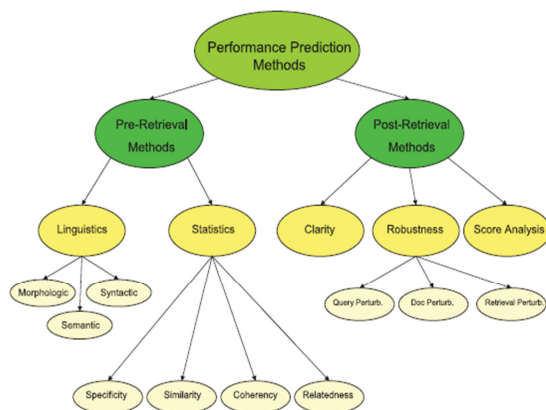 Performance Prediction
Methods
Pre-Retrieval
Methods
Post-Retrieval
Methods
Linguistics
Statistics
Clarity
Robustness
Score Analysis
Morphologic
Syntactic
Semantic
Query Perturb.
Doc Perturb.
Retrieval Perturb.
Specificity
Similarity
Coherency
Relatedness